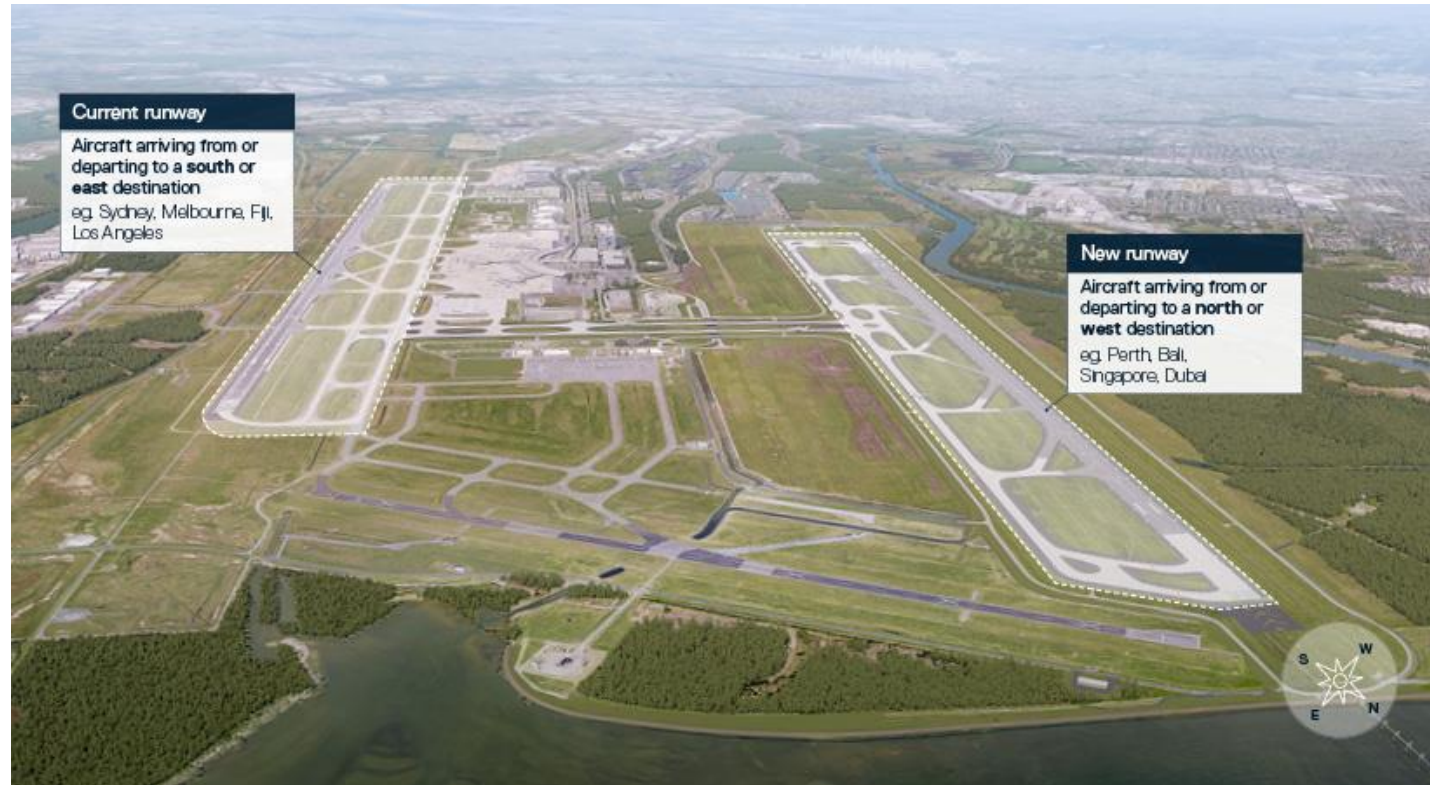 Current runway
Aircraft arriving from or
departing to a south or
east destination
eg. Sydney, Melbourne, Fiji,
Los Angeles
New runway
Aircraft arriving from or
departing to a north or
west destination
eg. Perth, Bali,
Singapore, Dubai
S W
E N